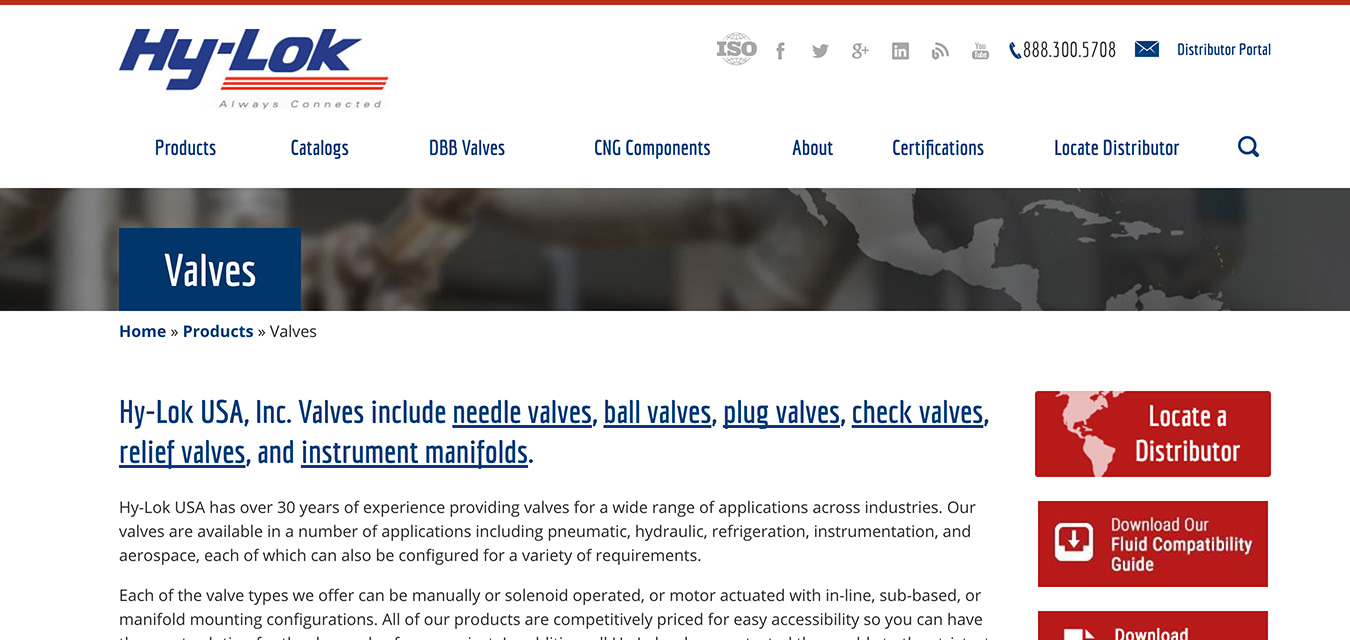 Hy-Lok
Always Connected
ISO
You
Tube
888.300.5708
Distributor Portal
Products
Catalogs
DBB Valves
CNG Components
About
Certifications
Locate Distributor
Valves
Home » Products » Valves
Hy-Lok USA, Inc. Valves include needle valves, ball valves, plug valves, check valves,
relief valves, and instrument manifolds.
Hy-Lok USA has over 30 years of experience providing valves for a wide range of applications across industries. Our
valves are available in a number of applications including pneumatic, hydraulic, refrigeration, instrumentation, and
aerospace, each of which can also be configured for a variety of requirements.
Each of the valve types we offer can be manually or solenoid operated, or motor actuated with in-line, sub-based, or
manifold mounting configurations. All of our products are competitively priced for easy accessibility so you can have
Locate a
Distributor
Download Our
Fluid Compatibility
Guide
Download